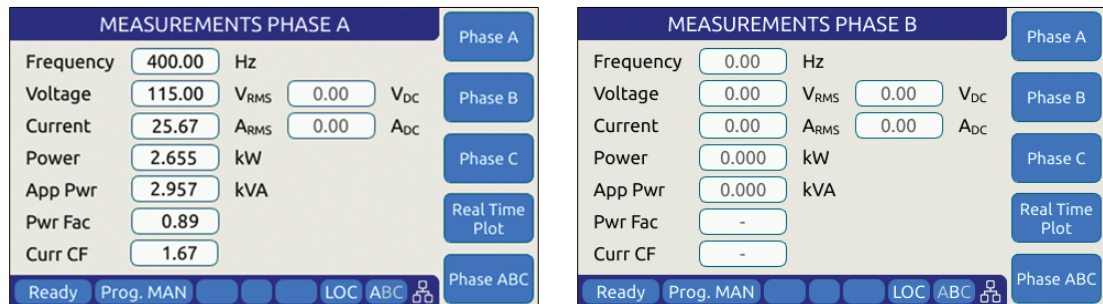 MEASUREMENTS PHASE A
Frequency 400.00 Hz
Voltage 115.00 VRMS 0.00 VDC
Current 25.67 ARMS 0.00 ADC
Power 2.655 kW
App Pwr 2.957 kVA
Pwr Fac 0.89
Curr CF 1.67
Ready Prog. MAN LOC ABC
Phase A
Phase B
Phase C
Real Time
Plot
Phase ABC
MEASUREMENTS PHASE B
Frequency 0.00 Hz
Voltage 0.00 VRMS 0.00 VDC
Current 0.00 ARMS 0.00 ADC
Power 0.000 kW
App Pwr 0.000 kVA
Pwr Fac -
Curr CF -
Ready Prog. MAN LOC ABC
Phase A
Phase B
Phase C
Real Time
Plot
Phase ABC